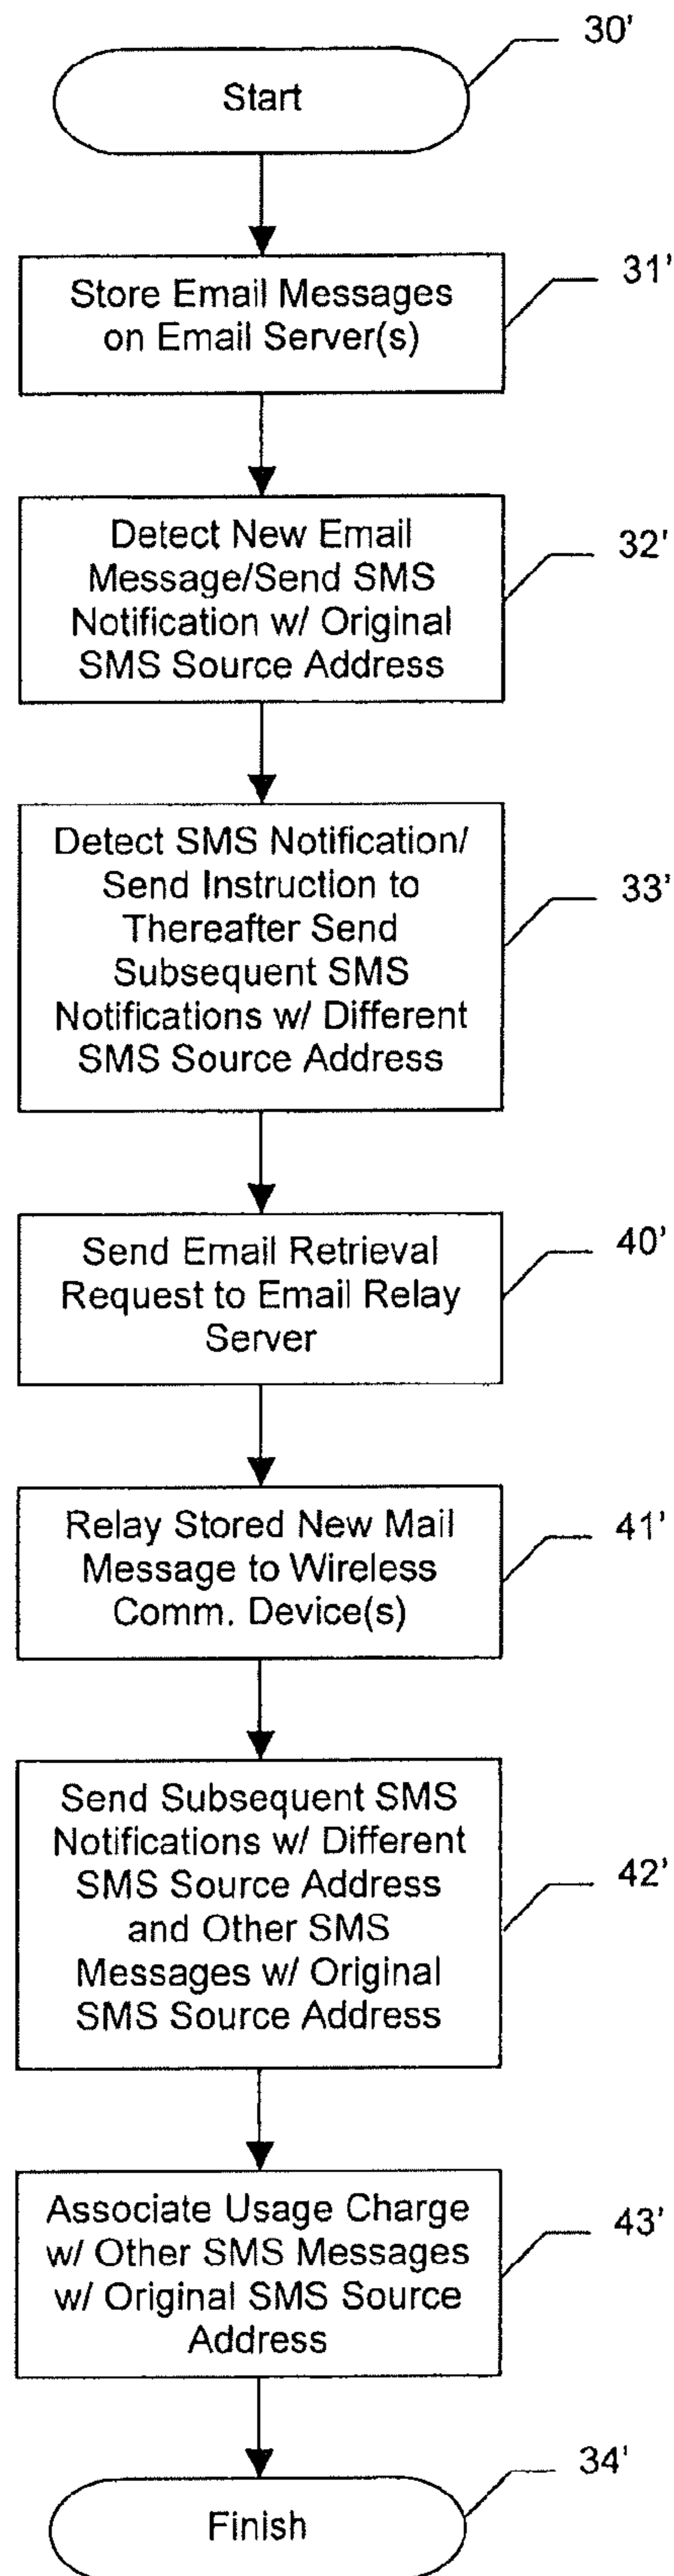 30'
Start
31'
Store Email Messages
on Email Server(s)
32'
Detect New Email
Message/Send SMS
Notification w/ Original
SMS Source Address
33'
Detect SMS Notification/
Send Instruction to
Thereafter Send
Subsequent SMS
Notifications w/ Different
SMS Source Address
40'
Send Email Retrieval
Request to Email Relay
Server
41'
Relay Stored New Mail
Message to Wireless
Comm. Device(s)
42'
Send Subsequent SMS
Notifications w/ Different
SMS Source Address
and Other SMS
Messages w/ Original
SMS Source Address
43'
Associate Usage Charge
w/ Other SMS Messages
w/ Original SMS Source
Address
34'
Finish